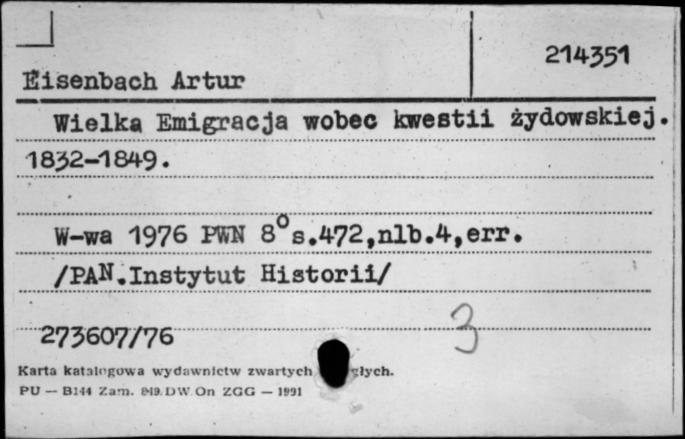 214351
Eisenbach Artur
Wielka Emigracja wobec kwestii żydowskiej.
1832-1849.
W-wa 1976 PWN 8° s.472,nlb.4,err.
/PAN.Instytut Historii/
273607/76
3
Karta katalogowa wydawnictw zwartych
PU — B144 Zam. 849 DW On ZGG — 1991